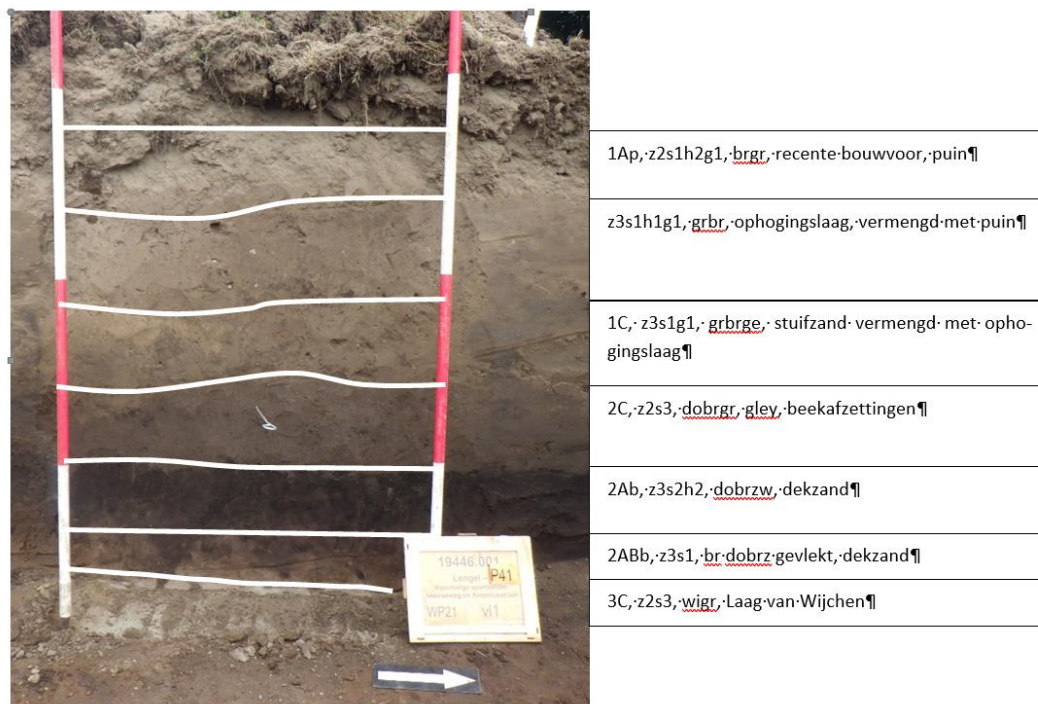 1Ap,·z2s1h2g1,·brgr,·recente·bouwvoor,·puin¶
z3s1h1g1,·grbr,·ophogingslaag,·vermengd·met·puin¶
1C,·z3s1g1,·grbrge,·stuifzand·vermengd·met·opho-
gingslaag¶
2C,·z2s3,·dobrgr,·gley,·beekafzettingen¶
2Ab,·z3s2h2,·dobrzw,·dekzand¶
2ABb,·z3s1,·br·dobrz·gevlekt,·dekzand¶
3C,·z2s3,·wigr,·Laag·van·Wijchen¶
19446.001
Lengel - P41
WP21 vl1